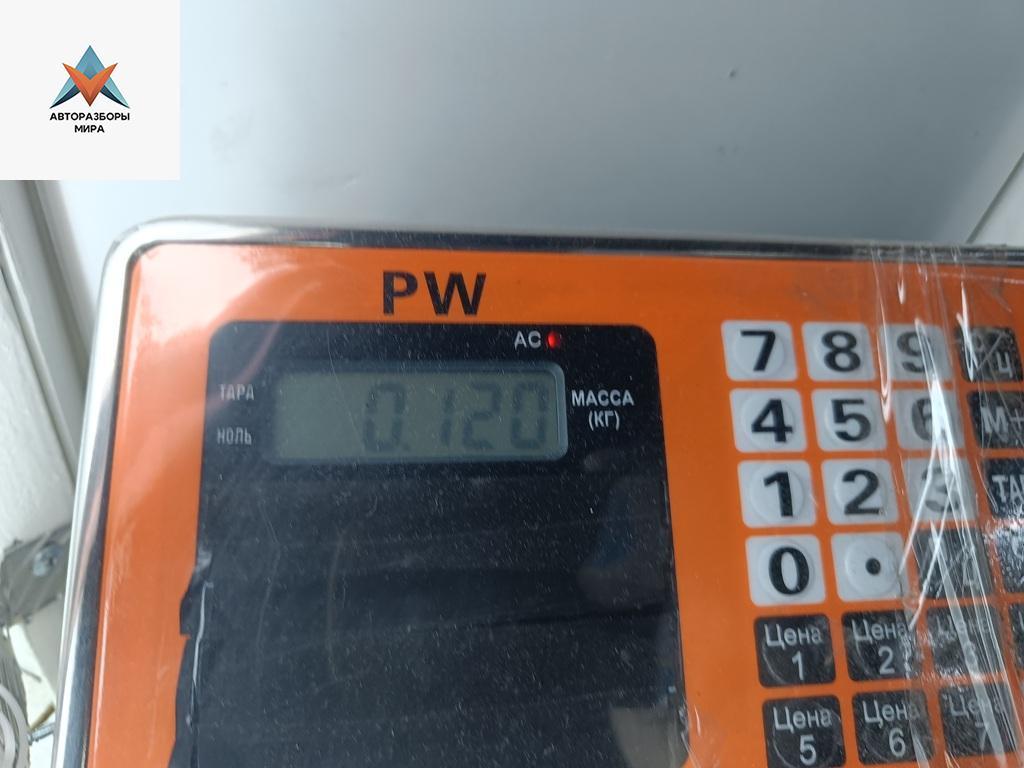 АВТОРАЗБОРЫ
МИРА
PW
AC
ТАРА
НОЛЬ
0.120
МАССА
(КГ)
7 8 9
4 5 6 М+
1 2 3
0 .
Цена 1
Цена 2
Цена 5
Цена 6